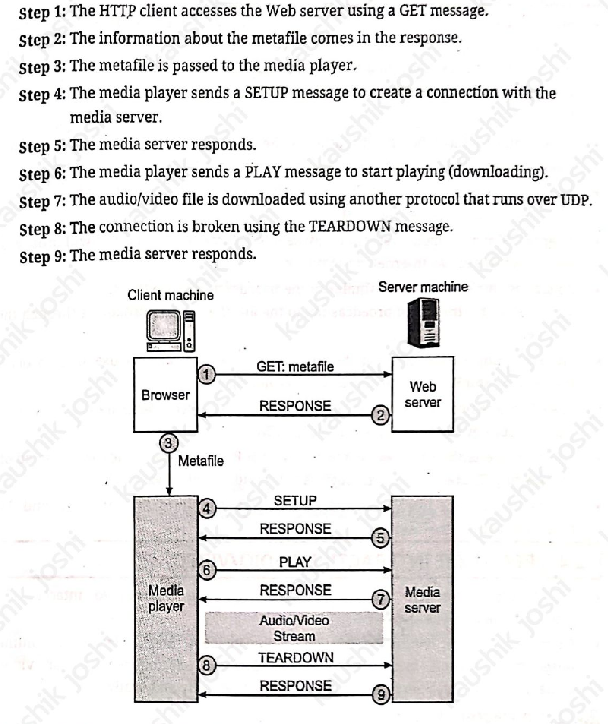 Step 1: The HTTP client accesses the Web server using a GET message.
Step 2: The information about the metafile comes in the response.
Step 3: The metafile is passed to the media player.
Step 4: The media player sends a SETUP message to create a connection with the
media server.
Step 5: The media server responds.
Step 6: The media player sends a PLAY message to start playing (downloading).
Step 7: The audio/video file is downloaded using another protocol that runs over UDP.
Step 8: The connection is broken using the TEARDOWN message.
Step 9: The media server responds.
Client machine
Server machine
Browser
1
GET: metafile
Web
server
RESPONSE
2
3
Metafile
Media
player
4
SETUP
RESPONSE
5
6
PLAY
RESPONSE
7
Media
server
Audio/Video
Stream
8
TEARDOWN
RESPONSE
9
kaushik joshi